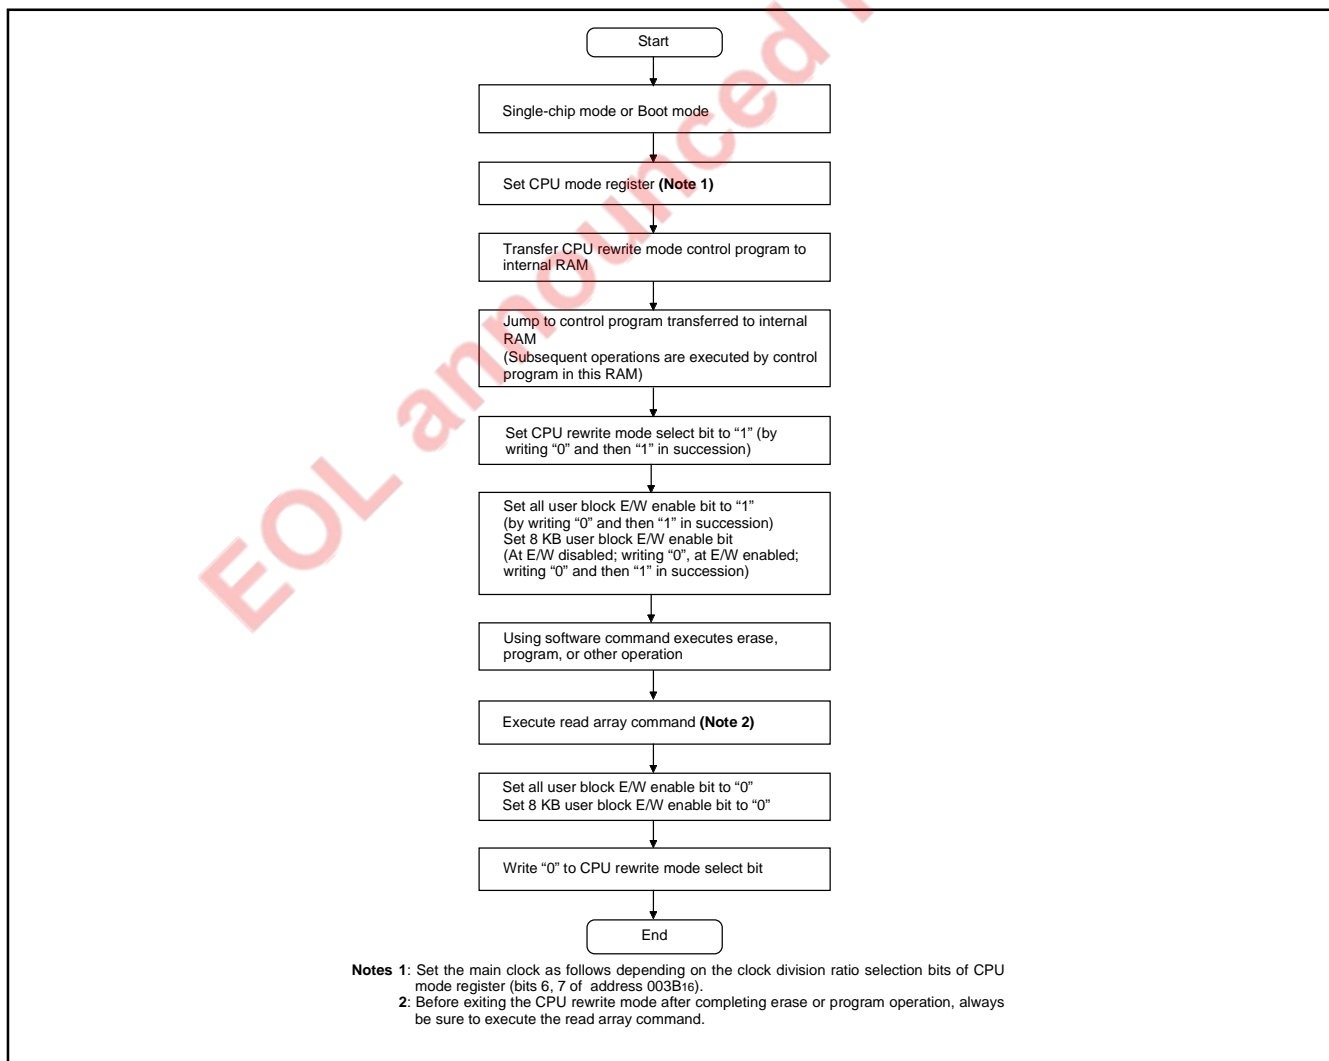 EOL announced
Start
Single-chip mode or Boot mode
Set CPU mode register (Note 1)
Transfer CPU rewrite mode control program to
internal RAM
Jump to control program transferred to internal
RAM
(Subsequent operations are executed by control
program in this RAM)
Set CPU rewrite mode select bit to “1” (by
writing “0” and then “1” in succession)
Set all user block E/W enable bit to “1”
(by writing “0” and then “1” in succession)
Set 8 KB user block E/W enable bit
(At E/W disabled; writing “0”, at E/W enabled;
writing “0” and then “1” in succession)
Using software command executes erase,
program, or other operation
Execute read array command (Note 2)
Set all user block E/W enable bit to “0”
Set 8 KB user block E/W enable bit to “0”
Write “0” to CPU rewrite mode select bit
End
Notes 1: Set the main clock as follows depending on the clock division ratio selection bits of CPU
mode register (bits 6, 7 of address 003B16).
2: Before exiting the CPU rewrite mode after completing erase or program operation, always
be sure to execute the read array command.